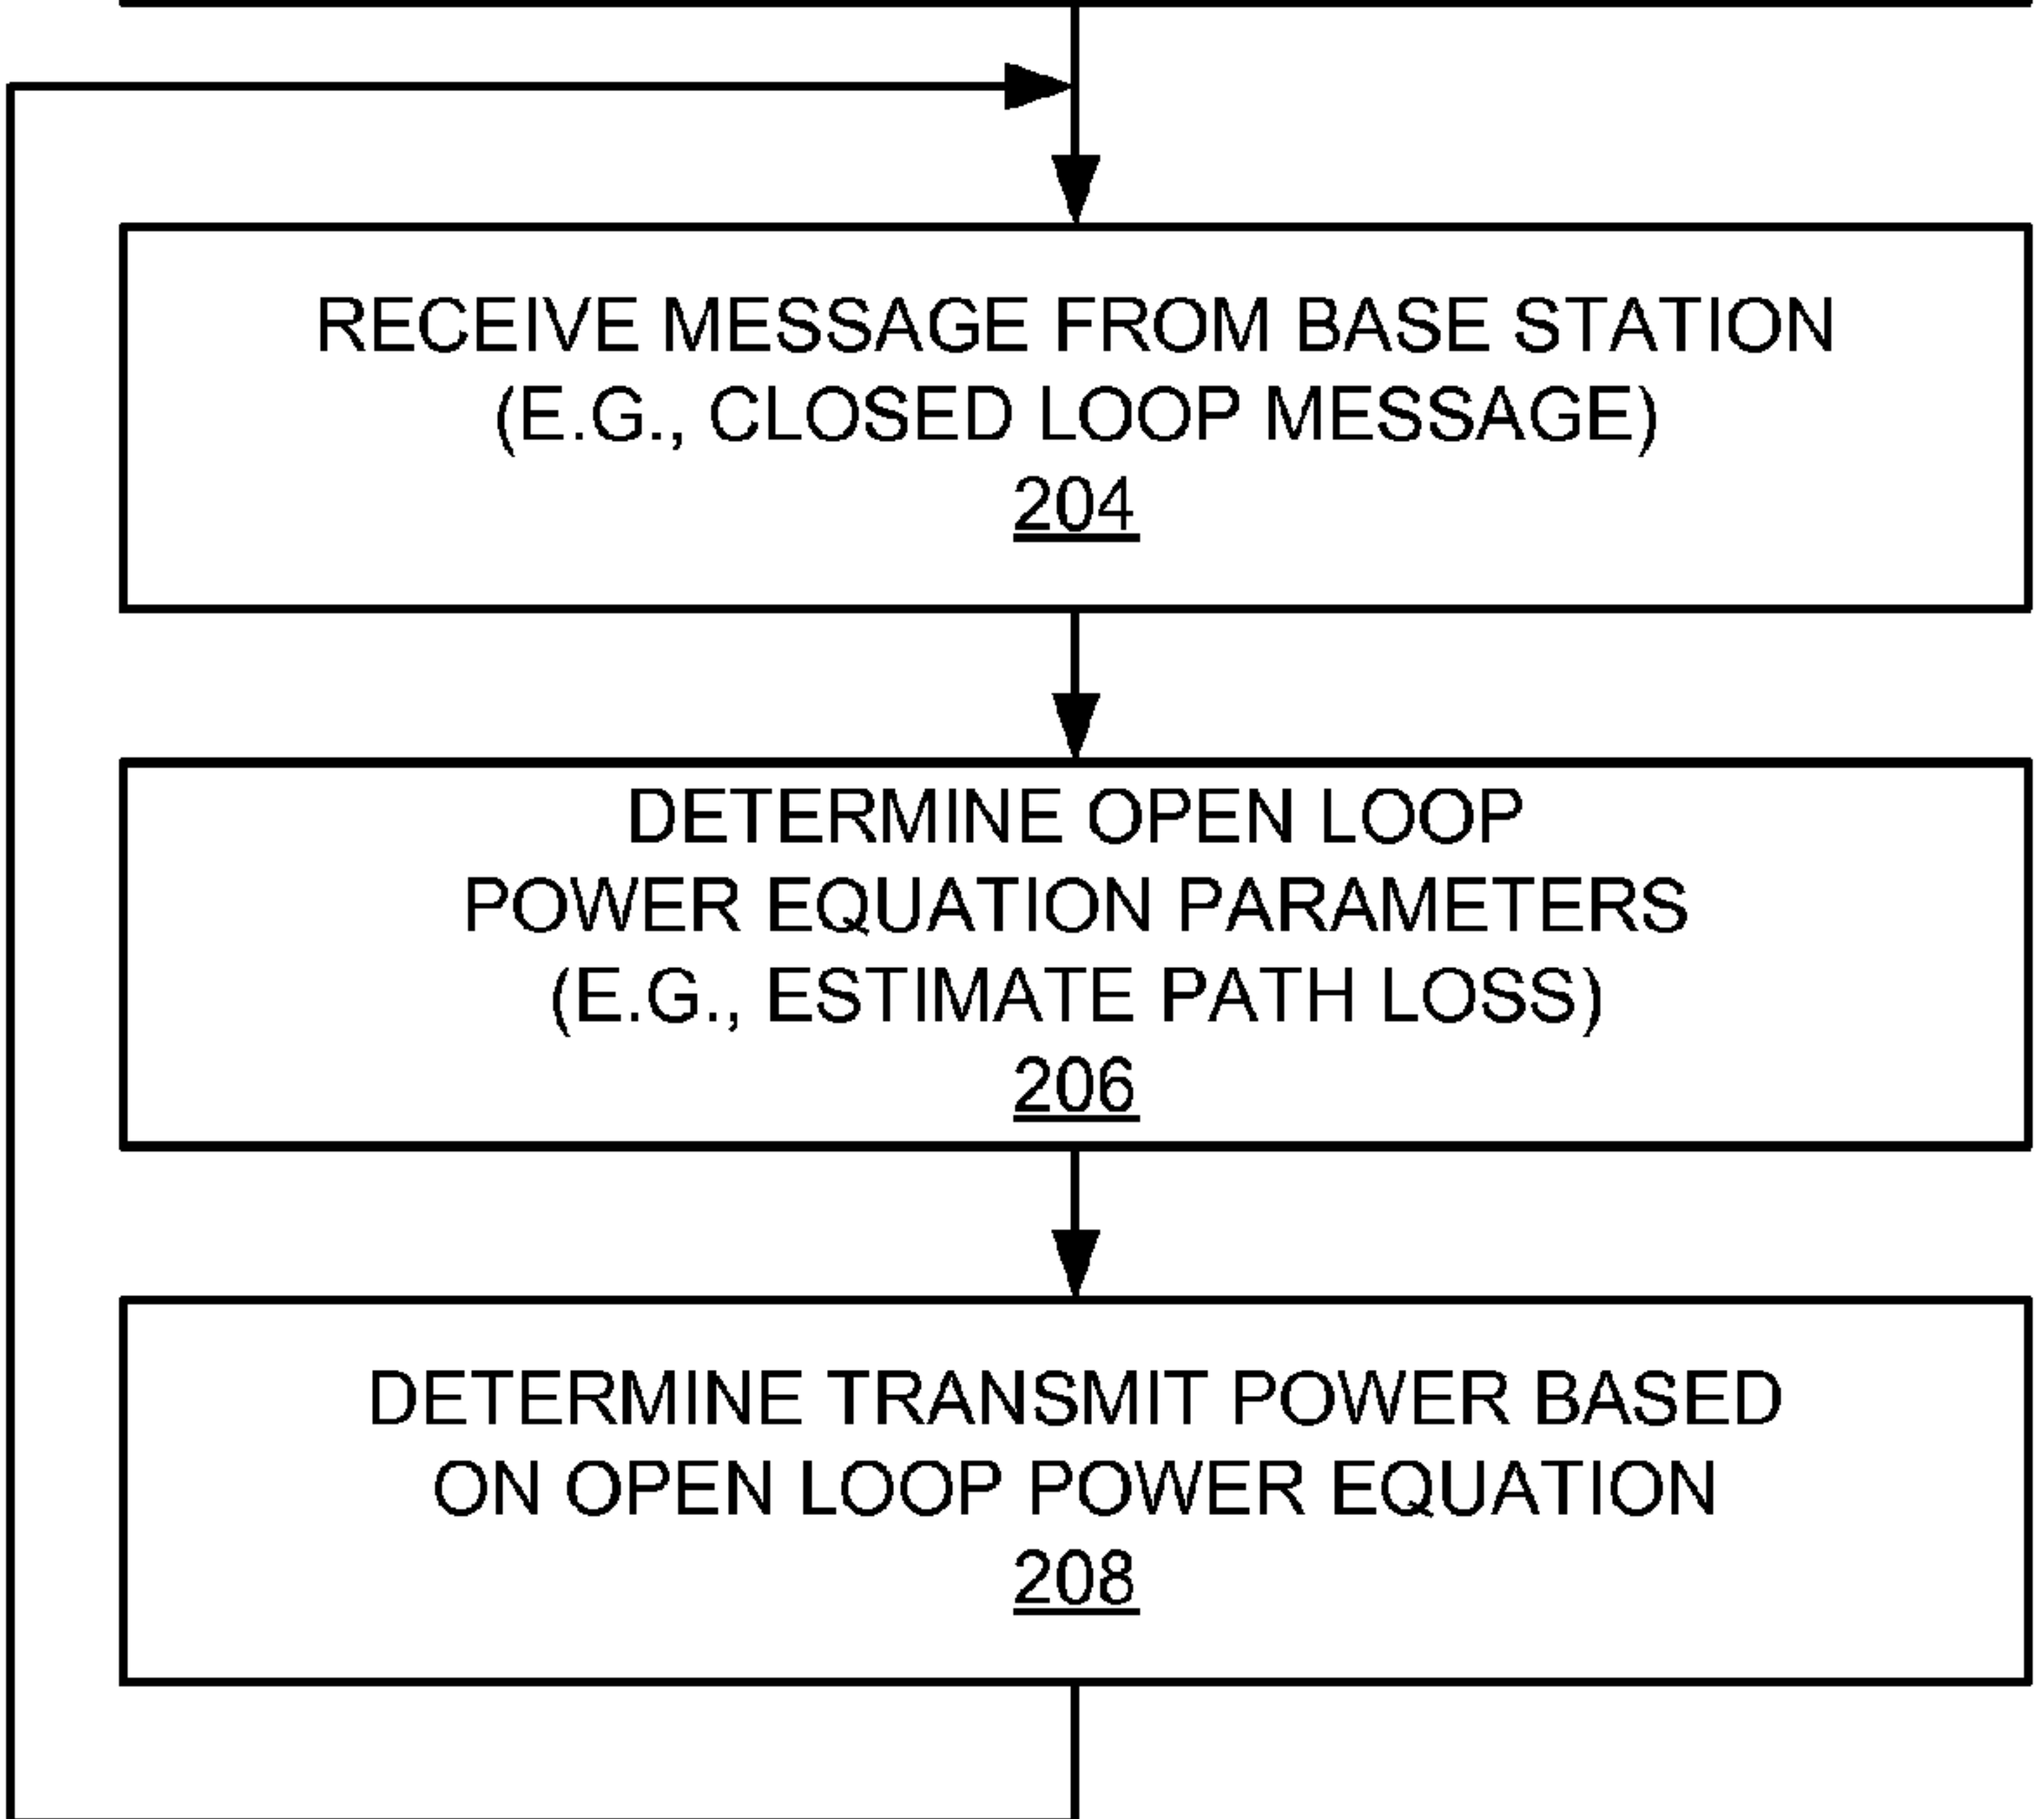 RECEIVE MESSAGE FROM BASE STATION
(E.G., CLOSED LOOP MESSAGE)
204
DETERMINE OPEN LOOP
POWER EQUATION PARAMETERS
(E.G., ESTIMATE PATH LOSS)
206
DETERMINE TRANSMIT POWER BASED
ON OPEN LOOP POWER EQUATION
208